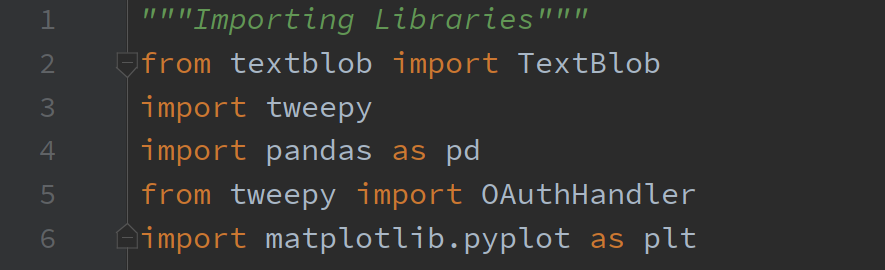 1 """Importing Libraries"""
2 from textblob import TextBlob
3 import tweepy
4 import pandas as pd
5 from tweepy import OAuthHandler
6 import matplotlib.pyplot as plt